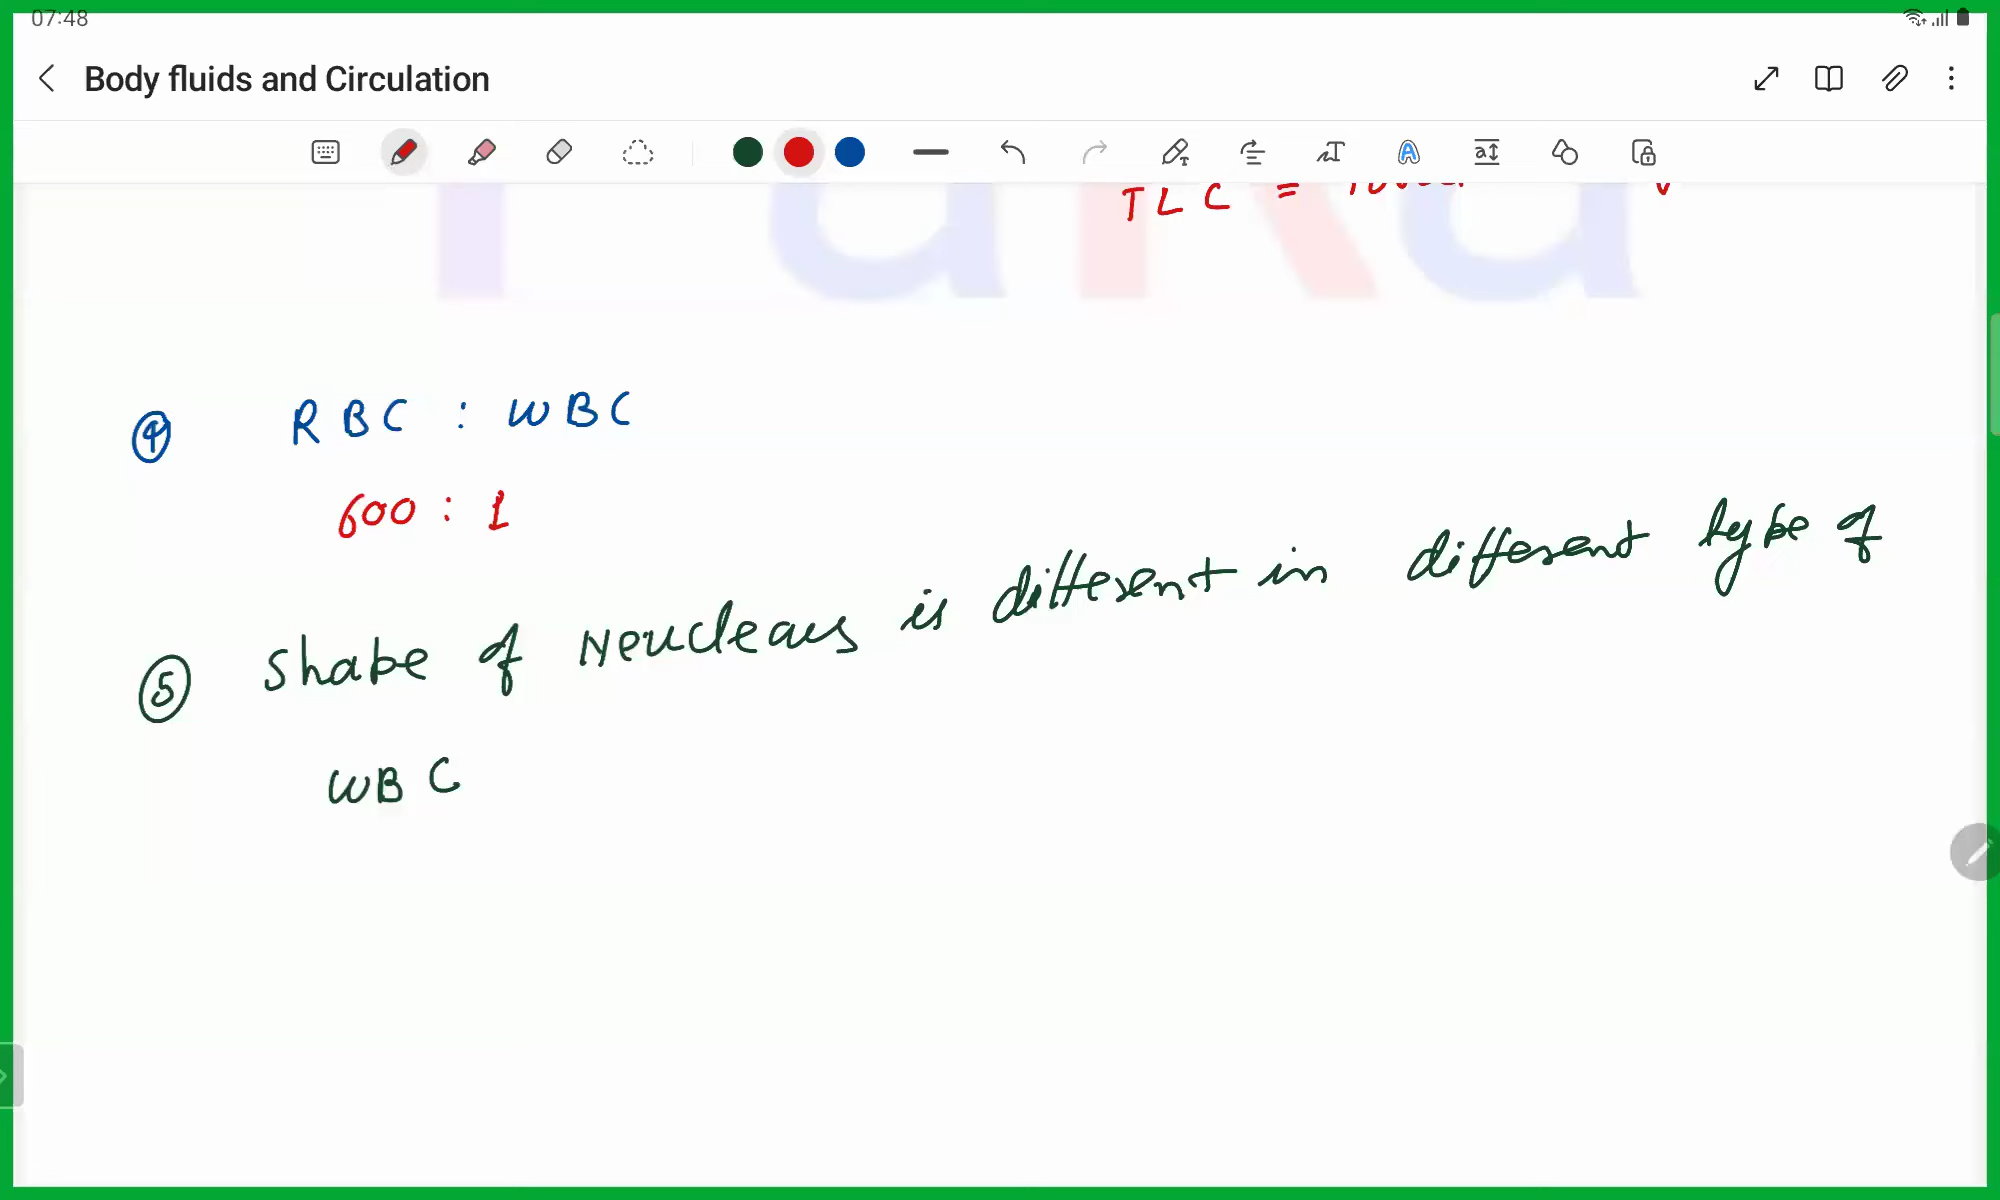 07:48
Body fluids and Circulation
TLC =
④ RBC : WBC
600 : 1
⑤ Shape of Neucleaus is different in different type of
WBC